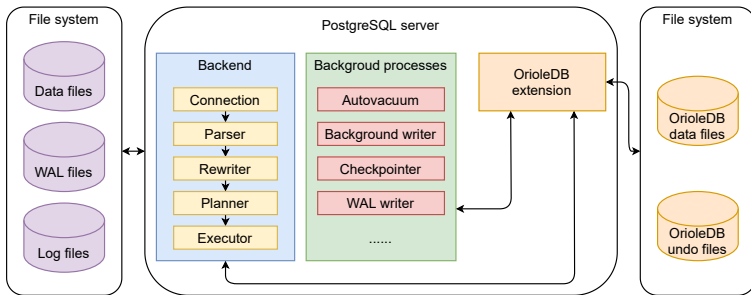 File system
Data files
WAL files
Log files
PostgreSQL server
Backend
Connection
Parser
Rewriter
Planner
Executor
Backgroud processes
Autovacuum
Background writer
Checkpointer
WAL writer
......
OrioleDB
extension
File system
OrioleDB
data files
OrioleDB
undo files